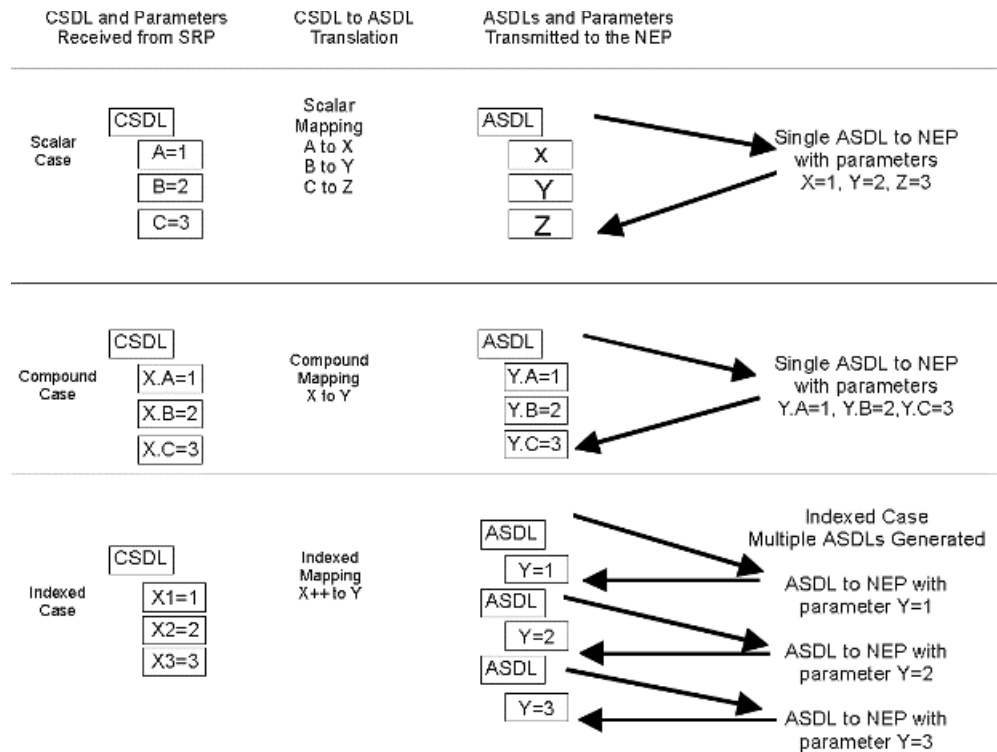 CSDL and Parameters
Received from SRP
CSDL to ASDL
Translation
ASDLs and Parameters
Transmitted to the NEP
Scalar
Case
CSDL
A=1
B=2
C=3
Scalar
Mapping
A to X
B to Y
C to Z
ASDL
X
Y
Z
Single ASDL to NEP
with parameters
X=1, Y=2, Z=3
Compound
Case
CSDL
X.A=1
X.B=2
X.C=3
Compound
Mapping
X to Y
ASDL
Y.A=1
Y.B=2
Y.C=3
Single ASDL to NEP
with parameters
Y.A=1, Y.B=2,Y.C=3
Indexed
Case
CSDL
X1=1
X2=2
X3=3
Indexed
Mapping
X++ to Y
ASDL
Y=1
ASDL
Y=2
ASDL
Y=3
Indexed Case
Multiple ASDLs Generated
ASDL to NEP with
parameter Y=1
ASDL to NEP with
parameter Y=2
ASDL to NEP with
parameter Y=3